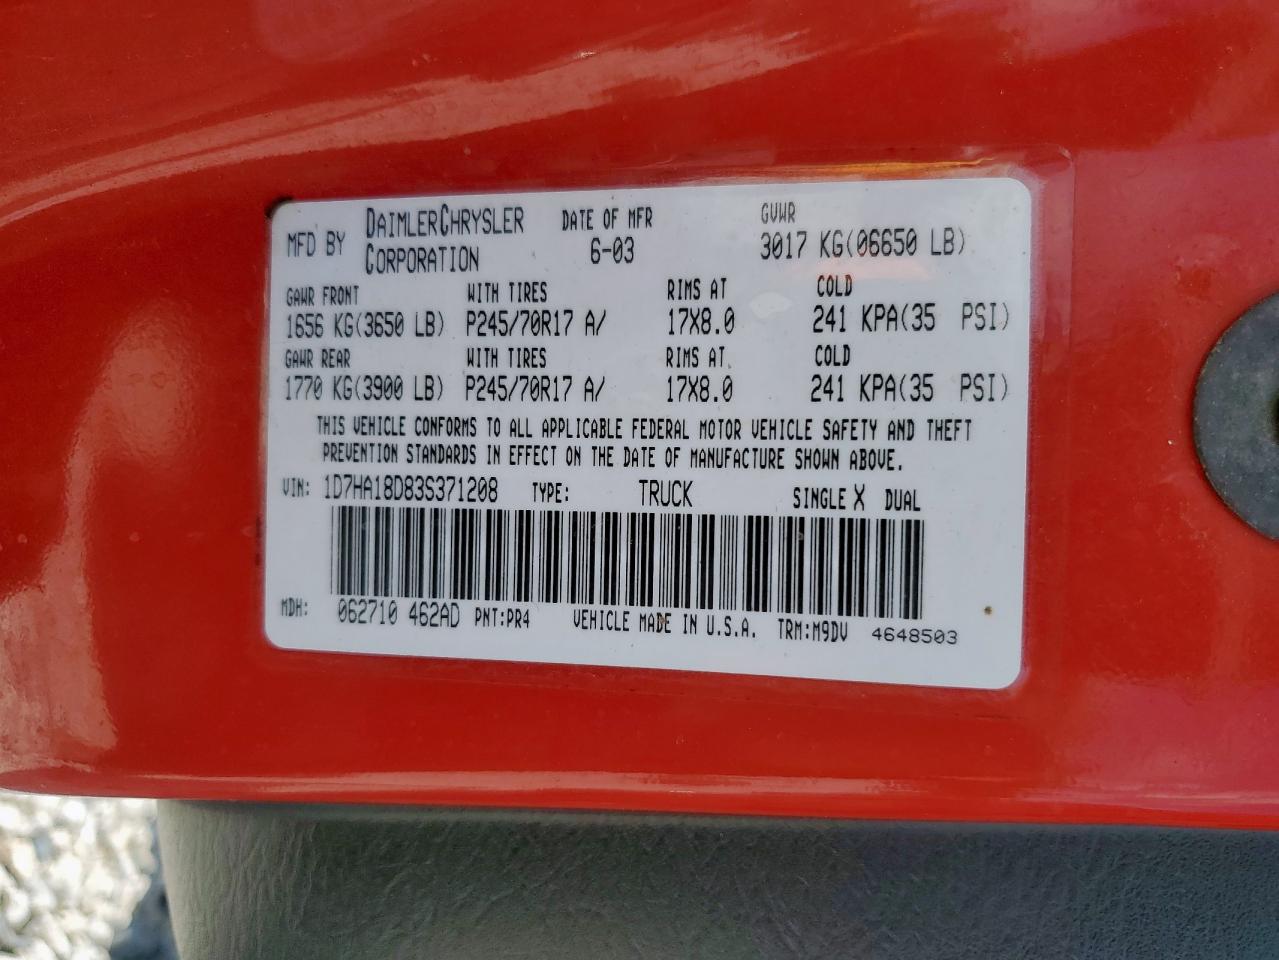 MFD BY DAIMLERCHRYSLER CORPORATION DATE OF MFR 6-03 GVWR 3017 KG(06650 LB)
GAWR FRONT WITH TIRES RIMS AT COLD
1656 KG(3650 LB) P245/70R17 A/ 17X8.0 241 KPA(35 PSI)
GAWR REAR WITH TIRES RIMS AT COLD
1770 KG(3900 LB) P245/70R17 A/ 17X8.0 241 KPA(35 PSI)
THIS VEHICLE CONFORMS TO ALL APPLICABLE FEDERAL MOTOR VEHICLE SAFETY AND THEFT
PREVENTION STANDARDS IN EFFECT ON THE DATE OF MANUFACTURE SHOWN ABOVE.
VIN: 1D7HA18D83S371208 TYPE: TRUCK SINGLE X DUAL
MDH: 062710 462AD PNT:PR4 VEHICLE MADE IN U.S.A. TRM:M9DV 4648503